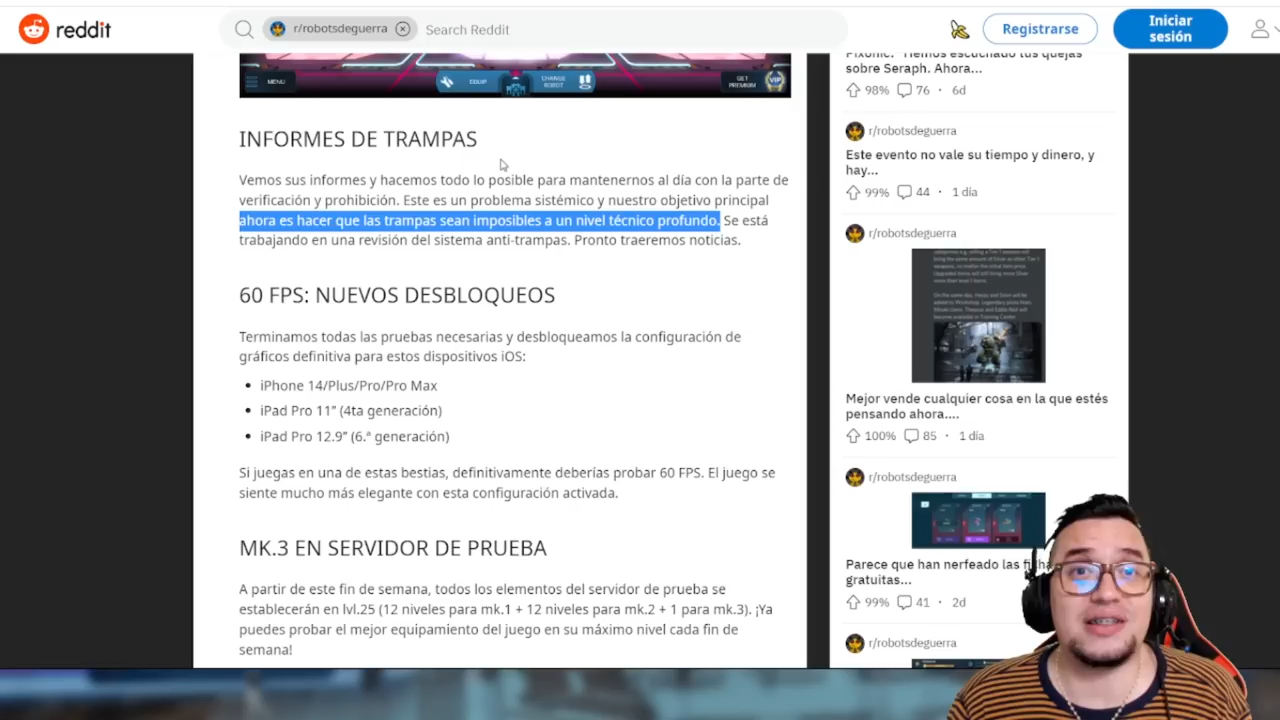 reddit
r/robotsdeguerra
Search Reddit
Registrarse
Iniciar
sesión
MENU
EQUIP
CHANGE
ROBOT
GET
PREMIUM
VIP
INFORMES DE TRAMPAS
Vemos sus informes y hacemos todo lo posible para mantenernos al día con la parte de
verificación y prohibición. Este es un problema sistémico y nuestro objetivo principal
ahora es hacer que las trampas sean imposibles a un nivel técnico profundo. Se está
trabajando en una revisión del sistema anti-trampas. Pronto traeremos noticias.
60 FPS: NUEVOS DESBLOQUEOS
Terminamos todas las pruebas necesarias y desbloqueamos la configuración de
gráficos definitiva para estos dispositivos iOS:
• iPhone 14/Plus/Pro/Pro Max
• iPad Pro 11” (4ta generación)
• iPad Pro 12.9” (6.ª generación)
Si juegas en una de estas bestias, definitivamente deberías probar 60 FPS. El juego se
siente mucho más elegante con esta configuración activada.
MK.3 EN SERVIDOR DE PRUEBA
A partir de este fin de semana, todos los elementos del servidor de prueba se
establecerán en lvl.25 (12 niveles para mk.1 + 12 niveles para mk.2 + 1 para mk.3). ¡Ya
puedes probar el mejor equipamiento del juego en su máximo nivel cada fin de
semana!
Pixonic: "Hemos escuchado tus quejas
sobre Seraph. Ahora...
98% 76 · 6d
r/robotsdeguerra
Este evento no vale su tiempo y dinero, y
hay...
99% 44 · 1 día
r/robotsdeguerra
Mejor vende cualquier cosa en la que estés
pensando ahora....
100% 85 · 1 día
r/robotsdeguerra
Parece que han nerfeado las
gratuitas...
99% 41 · 2d
r/robotsdeguerra